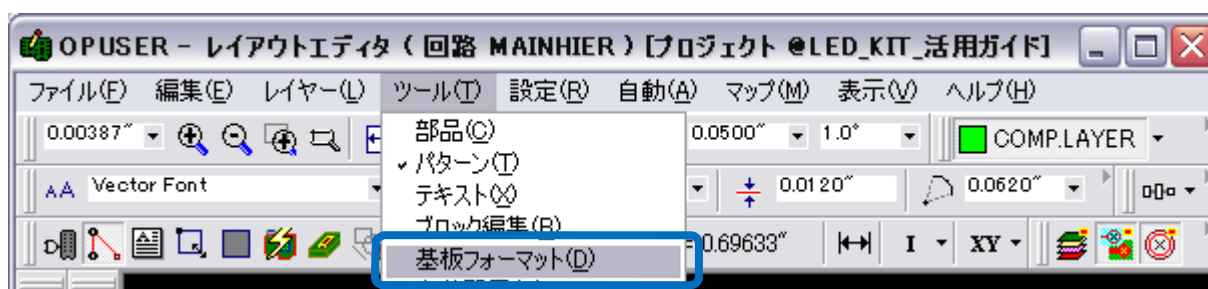 OPUSER - レイアウトエディタ ( 回路 MAINHIER ) [プロジェクト @LED_KIT_活用ガイド]
ファイル(F) 編集(E) レイヤー(L) ツール(T) 設定(R) 自動(A) マップ(M) 表示(V) ヘルプ(H)
0.00387" 0.0500" 1.0° COMP.LAYER
部品(C)
パターン(T)
AA Vector Font 0.0120" 0.0620"
テキスト(X)
ブロック編集(B)
0.69633" I XY
基板フォーマット(D)